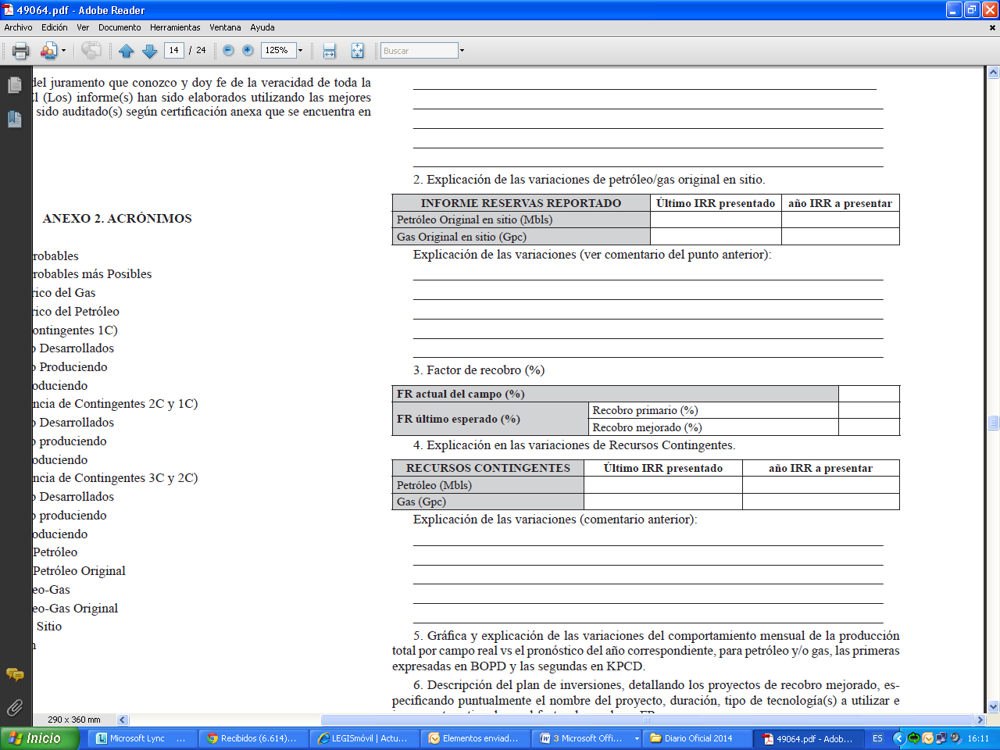 49064.pdf - Adobe Reader
Archivo Edición Ver Documento Herramientas Ventana Ayuda
14 / 24 125% Buscar
del juramento que conozco y doy fe de la veracidad de toda la
El (Los) informe(s) han sido elaborados utilizando las mejores
sido auditado(s) según certificación anexa que se encuentra en
ANEXO 2. ACRÓNIMOS
robables
robables más Posibles
rico del Gas
rico del Petróleo
ontingentes 1C)
o Desarrollados
o Produciendo
oduciendo
ncia de Contingentes 2C y 1C)
o Desarrollados
o produciendo
oduciendo
ncia de Contingentes 3C y 2C)
o Desarrollados
o produciendo
oduciendo
Petróleo
Petróleo Original
eo-Gas
eo-Gas Original
Sitio
2. Explicación de las variaciones de petróleo/gas original en sitio.
INFORME RESERVAS REPORTADO Último IRR presentado año IRR a presentar
Petróleo Original en sitio (Mbls)
Gas Original en sitio (Gpc)
Explicación de las variaciones (ver comentario del punto anterior):
3. Factor de recobro (%)
FR actual del campo (%)
FR último esperado (%) Recobro primario (%)
Recobro mejorado (%)
4. Explicación en las variaciones de Recursos Contingentes.
RECURSOS CONTINGENTES Último IRR presentado año IRR a presentar
Petróleo (Mbls)
Gas (Gpc)
Explicación de las variaciones (comentario anterior):
5. Gráfica y explicación de las variaciones del comportamiento mensual de la producción
total por campo real vs el pronóstico del año correspondiente, para petróleo y/o gas, las primeras
expresadas en BOPD y las segundas en KPCD.
6. Descripción del plan de inversiones, detallando los proyectos de recobro mejorado, es-
pecificando puntualmente el nombre del proyecto, duración, tipo de tecnología(s) a utilizar e
290 x 360 mm
Inicio Microsoft Lync Recibidos (6.614)... LEGISmóvil | Actu... Elementos enviad... 3 Microsoft Offi... Diario Oficial 2014 49064.pdf - Adob... ES 16:11